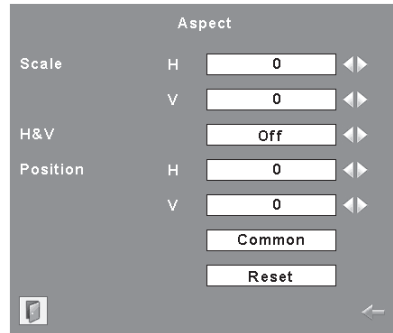 Aspect
Scale H 0
V 0
H&V Off
Position H 0
V 0
Common
Reset